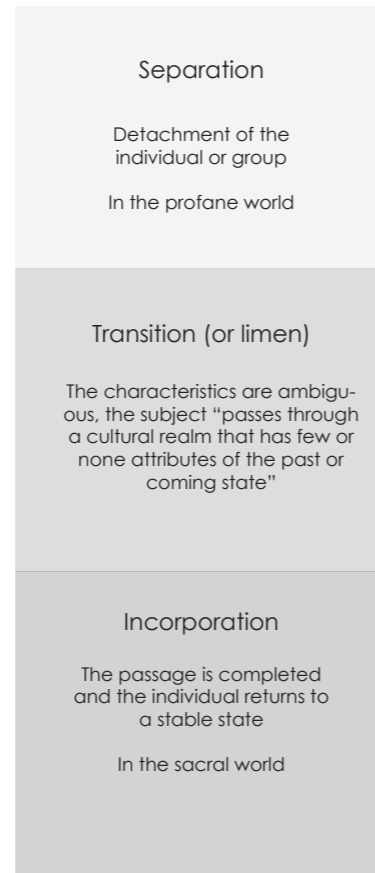 Separation
Detachment of the
individual or group
In the profane world
Transition (or limen)
The characteristics are ambigu-
ous, the subject “passes through
a cultural realm that has few or
none attributes of the past or
coming state”
Incorporation
The passage is completed
and the individual returns to
a stable state
In the sacral world